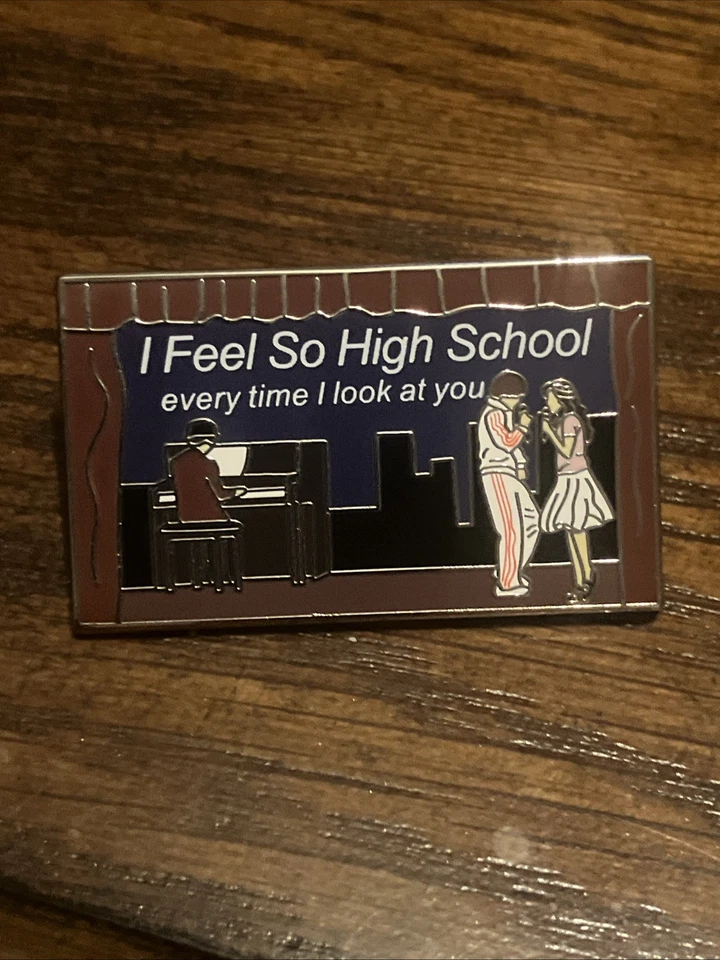 I Feel So High School
every time I look at you